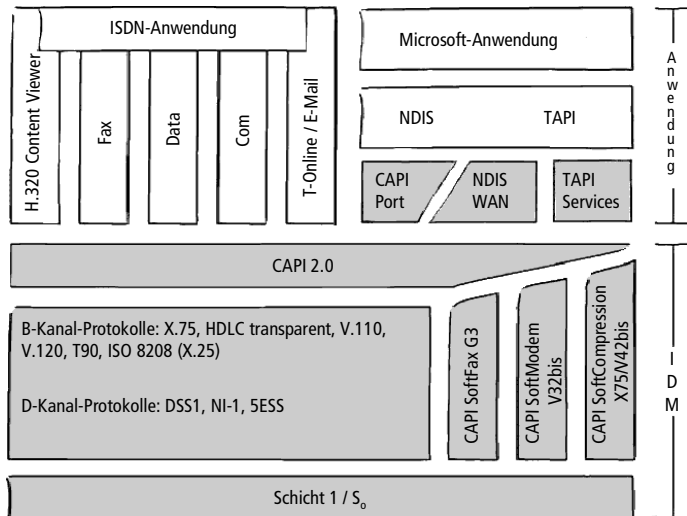 ISDN-Anwendung
H.320 Content Viewer
Fax
Data
Com
T-Online / E-Mail
Microsoft-Anwendung
NDIS TAPI
CAPI
Port
NDIS
WAN
TAPI
Services
Anwendung
CAPI 2.0
B-Kanal-Protokolle: X.75, HDLC transparent, V.110,
V.120, T90, ISO 8208 (X.25)
D-Kanal-Protokolle: DSS1, NI-1, 5ESS
CAPI SoftFax G3
CAPI SoftModem
V32bis
CAPI SoftCompression
X75/V42bis
IDM
Schicht 1 / S₀